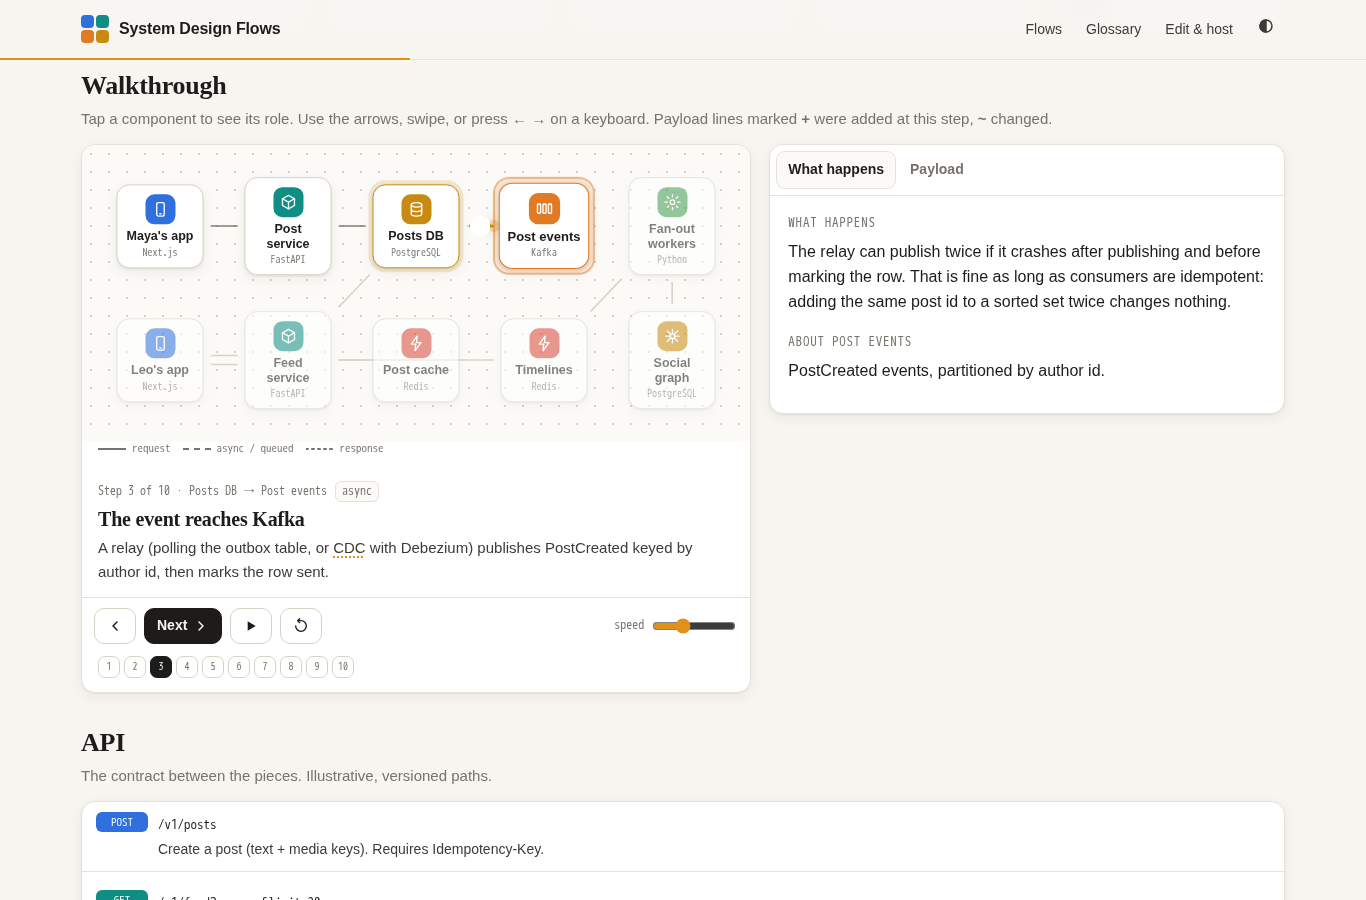 System Design Flows
Flows
Glossary
Edit & host
Walkthrough
Tap a component to see its role. Use the arrows, swipe, or press ← → on a keyboard. Payload lines marked + were added at this step, ~ changed.
Maya's app
Next.js
Post
service
FastAPI
Posts DB
PostgreSQL
Post events
Kafka
Fan-out
workers
Python
Leo's app
Next.js
Feed
service
FastAPI
Post cache
Redis
Timelines
Redis
Social
graph
PostgreSQL
request
async / queued
response
Step 3 of 10 · Posts DB → Post events async
The event reaches Kafka
A relay (polling the outbox table, or CDC with Debezium) publishes PostCreated keyed by
author id, then marks the row sent.
Next
speed
1 2 3 4 5 6 7 8 9 10
What happens
Payload
WHAT HAPPENS
The relay can publish twice if it crashes after publishing and before
marking the row. That is fine as long as consumers are idempotent:
adding the same post id to a sorted set twice changes nothing.
ABOUT POST EVENTS
PostCreated events, partitioned by author id.
API
The contract between the pieces. Illustrative, versioned paths.
POST
/v1/posts
Create a post (text + media keys). Requires Idempotency-Key.
GET